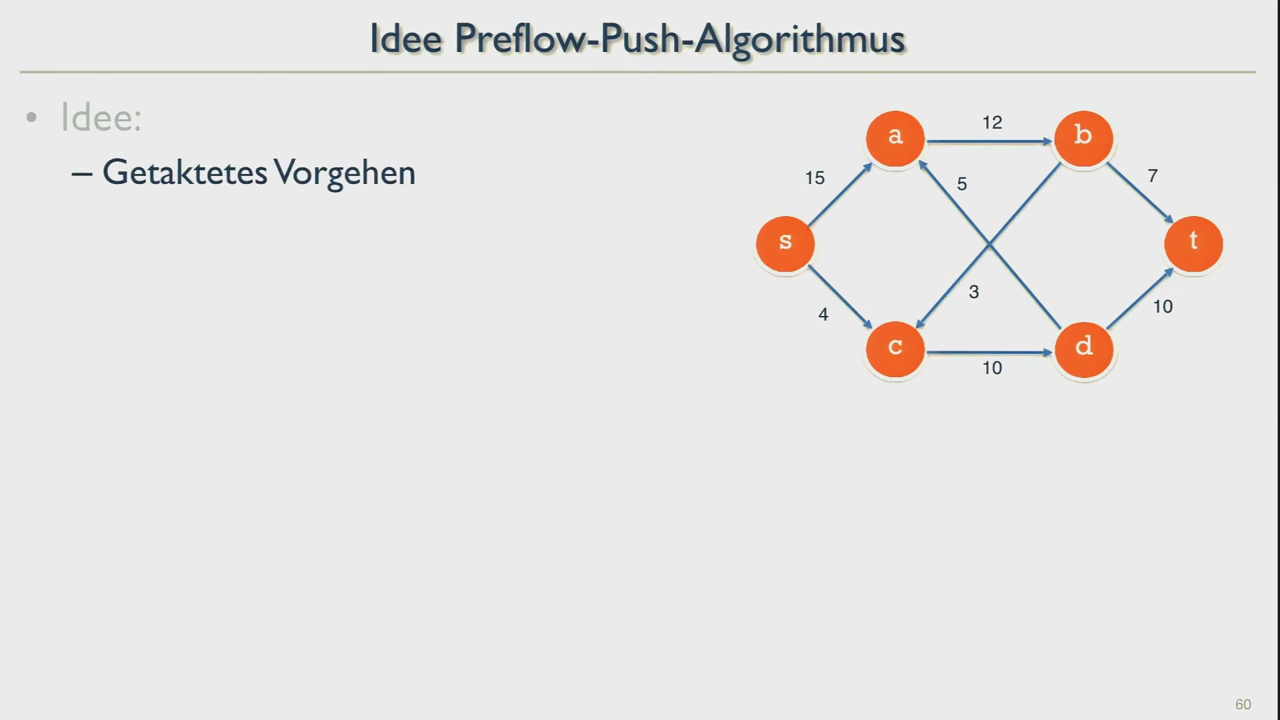 Idee Preflow-Push-Algorithmus
• Idee:
– Getaktetes Vorgehen
a
12
b
15
5
7
s
t
4
3
10
c
d
10
60